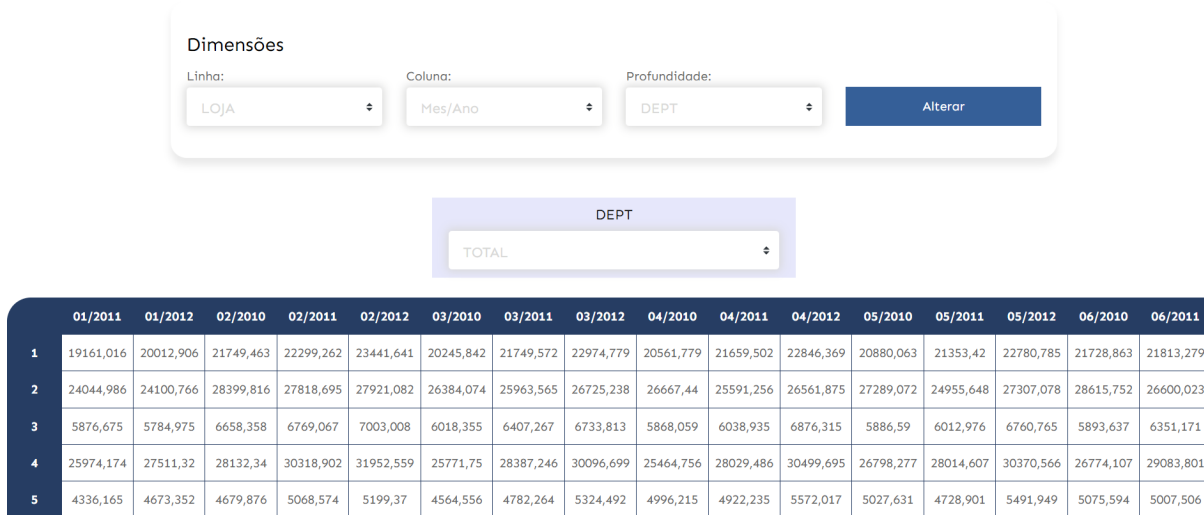 Dimensões
Linha: Coluna: Profundidade:
LOJA Mes/Ano DEPT Alterar
DEPT
TOTAL
01/2011 01/2012 02/2010 02/2011 02/2012 03/2010 03/2011 03/2012 04/2010 04/2011 04/2012 05/2010 05/2011 05/2012 06/2010 06/2011
1 19161,016 20012,906 21749,463 22299,262 23441,641 20245,842 21749,572 22974,779 20561,779 21659,502 22846,369 20880,063 21353,42 22780,785 21728,863 21813,279
2 24044,986 24100,766 28399,816 27818,695 27921,082 26384,074 25963,565 26725,238 26667,44 25591,256 26561,875 27289,072 24955,648 27307,078 28615,752 26600,023
3 5876,675 5784,975 6658,358 6769,067 7003,008 6018,355 6407,267 6733,813 5868,059 6038,935 6876,315 5886,59 6012,976 6760,765 5893,637 6351,171
4 25974,174 27511,32 28132,34 30318,902 31952,559 25771,75 28387,246 30096,699 25464,756 28029,486 30499,695 26798,277 28014,607 30370,566 26774,107 29083,801
5 4336,165 4673,352 4679,876 5068,574 5199,37 4564,556 4782,264 5324,492 4996,215 4922,235 5572,017 5027,631 4728,901 5491,949 5075,594 5007,506